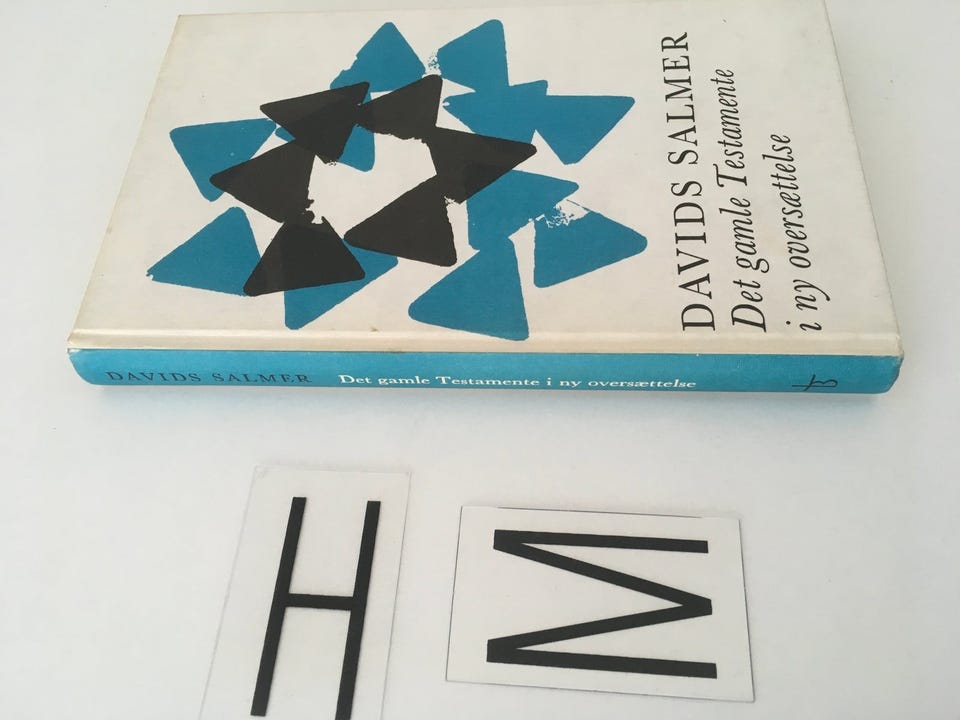 DAVIDS SALMER
Det gamle Testamente
i ny oversættelse
DAVIDS SALMER Det gamle Testamente i ny oversættelse
H M